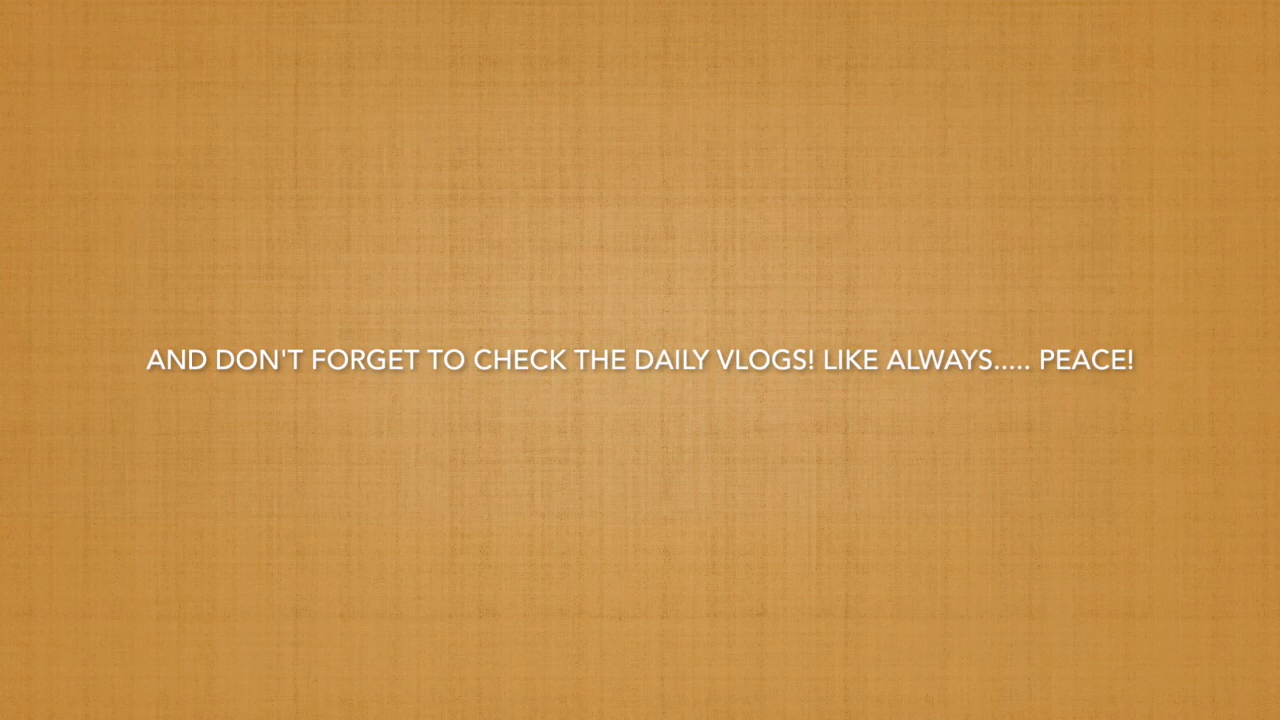 AND DON'T FORGET TO CHECK THE DAILY VLOGS! LIKE ALWAYS..... PEACE!